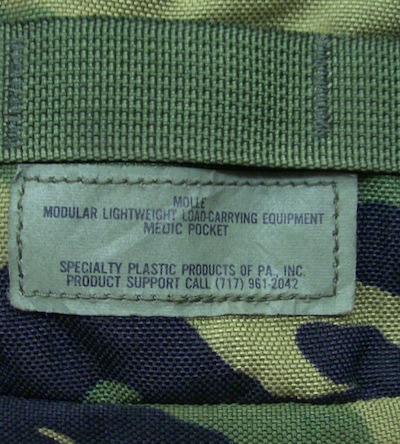 MOLLE
MODULAR LIGHTWEIGHT LOAD-CARRYING EQUIPMENT
MEDIC POCKET
SPECIALTY PLASTIC PRODUCTS OF PA., INC.
PRODUCT SUPPORT CALL (717) 961-2042